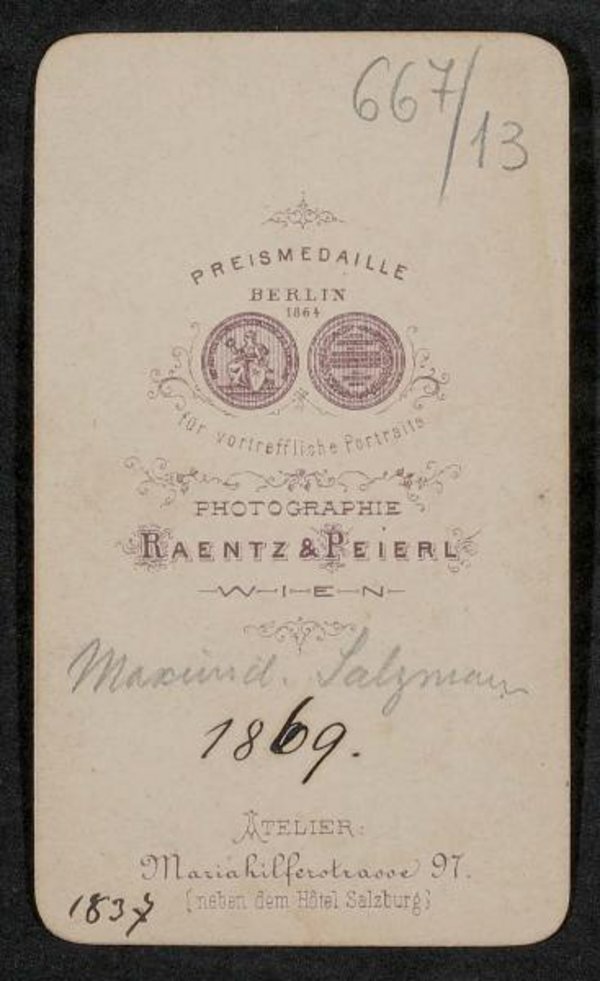 667/13
PREISMEDAILLE
BERLIN
1864
für vortreffliche Portraits
PHOTOGRAPHIE
RAENTZ & PEIERL
WIEN
Salzmann
1869.
ATELIER:
Mariahilferstrasse 97.
(neben dem Hôtel Salzburg)
1837